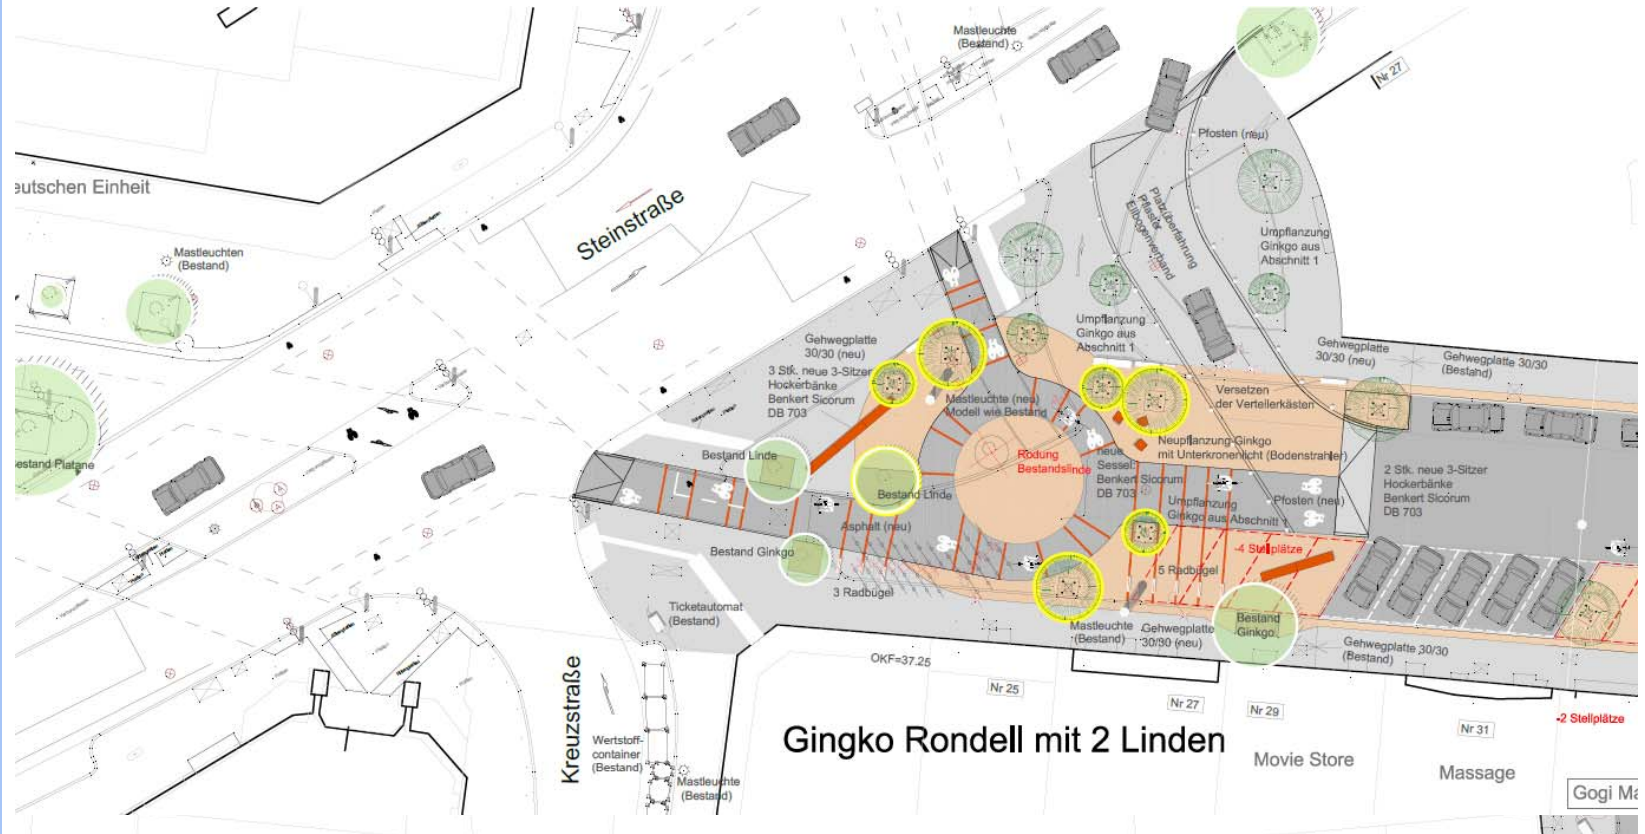 Mastleuchte
(Bestand)
Nr 27
Pfosten (neu)
eutschen Einheit
Steinstraße
Platzüberfahrung
Pflaster
Ellbogenverband
Mastleuchten
(Bestand)
Umpflanzung
Ginkgo aus
Abschnitt 1
Umpflanzung
Ginkgo aus
Abschnitt 1
Gehwegplatte
30/30 (neu)
Gehwegplatte
30/30 (neu)
Gehwegplatte 30/30
(Bestand)
3 Stk. neue 3-Sitzer
Hockerbänke
Benkert Sicorum
DB 703
Mastleuchte (neu)
Modell wie Bestand
Versetzen
der Verteilerkästen
Neupflanzung-Ginkgo
mit Unterkronenlicht (Bodenstrahler)
Bestand Linde
Rodung
Bestandslinde
neue
Sessel:
Benkert Sicorum
DB 703
estand Platane
2 Stk. neue 3-Sitzer
Hockerbänke
Benkert Sicorum
DB 703
Bestand Linde
Umpflanzung
Ginkgo aus Abschnitt 1
Pfosten (neu)
Asphalt (neu)
Bestand Ginkgo
-4 Stellplätze
5 Radbügel
3 Radbügel
Ticketautomat
(Bestand)
Mastleuchte
(Bestand)
Gehwegplatte
30/30 (neu)
Bestand
Ginkgo
Gehwegplatte 30/30
(Bestand)
OKF=37.25
Kreuzstraße
Nr 25
Nr 27
Nr 29
Nr 31
-2 Stellplätze
Wertstoff-
container
(Bestand)
Gingko Rondell mit 2 Linden
Movie Store
Massage
Mastleuchte
(Bestand)
Gogi Ma